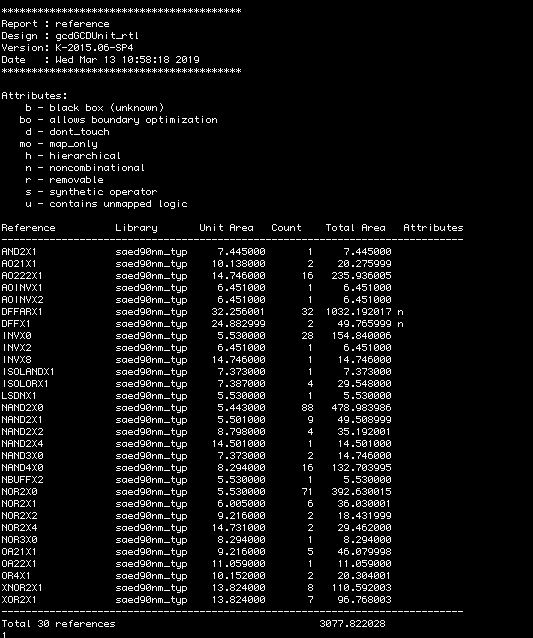 ****************************************
Report : reference
Design : gcdGCDUnit_rtl
Version: K-2015.06-SP4
Date   : Wed Mar 13 10:58:18 2019
****************************************
Attributes:
    b - black box (unknown)
   bo - allows boundary optimization
    d - dont_touch
   mo - map_only
    h - hierarchical
    n - noncombinational
    r - removable
    s - synthetic operator
    u - contains unmapped logic
Reference          Library       Unit Area   Count    Total Area   Attributes
-----------------------------------------------------------------------------
AND2X1             saed90nm_typ     7.445000       1      7.445000
AO21X1             saed90nm_typ    10.138000       2     20.275999
AO222X1            saed90nm_typ    14.746000      16    235.936005
AOINVX1            saed90nm_typ     6.451000       1      6.451000
AOINVX2            saed90nm_typ     6.451000       1      6.451000
DFFARX1            saed90nm_typ    32.256001      32   1032.192017 n
DFFX1              saed90nm_typ    24.882999       2     49.765999 n
INVX0              saed90nm_typ     5.530000      28    154.840006
INVX2              saed90nm_typ     6.451000       1      6.451000
INVX8              saed90nm_typ    14.746000       1     14.746000
ISOLANDX1          saed90nm_typ     7.373000       1      7.373000
ISOLORX1           saed90nm_typ     7.387000       4     29.548000
LSDNX1             saed90nm_typ     5.530000       1      5.530000
NAND2X0            saed90nm_typ     5.443000      88    478.983986
NAND2X1            saed90nm_typ     5.501000       9     49.508999
NAND2X2            saed90nm_typ     8.798000       4     35.192001
NAND2X4            saed90nm_typ    14.501000       1     14.501000
NAND3X0            saed90nm_typ     7.373000       2     14.746000
NAND4X0            saed90nm_typ     8.294000      16    132.703995
NBUFFX2            saed90nm_typ     5.530000       1      5.530000
NOR2X0             saed90nm_typ     5.530000      71    392.630015
NOR2X1             saed90nm_typ     6.005000       6     36.030001
NOR2X2             saed90nm_typ     9.216000       2     18.431999
NOR2X4             saed90nm_typ    14.731000       2     29.462000
NOR3X0             saed90nm_typ     8.294000       1      8.294000
OA21X1             saed90nm_typ     9.216000       5     46.079998
OA22X1             saed90nm_typ    11.059000       1     11.059000
OR4X1              saed90nm_typ    10.152000       2     20.304001
XNOR2X1            saed90nm_typ    13.824000       8    110.592003
XOR2X1             saed90nm_typ    13.824000       7     96.768003
-----------------------------------------------------------------------------
Total 30 references                                 3077.822028
1